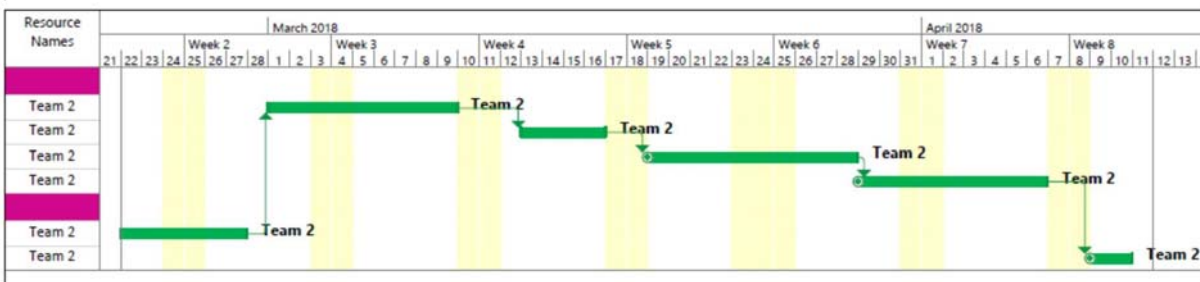 Resource
Names
March 2018
April 2018
Week 2
Week 3
Week 4
Week 5
Week 6
Week 7
Week 8
21 22 23 24 25 26 27 28 1 2 3 4 5 6 7 8 9 10 11 12 13 14 15 16 17 18 19 20 21 22 23 24 25 26 27 28 29 30 31 1 2 3 4 5 6 7 8 9 10 11 12 13
Team 2 Team 2
Team 2 Team 2
Team 2 Team 2
Team 2 Team 2
Team 2 Team 2
Team 2 Team 2